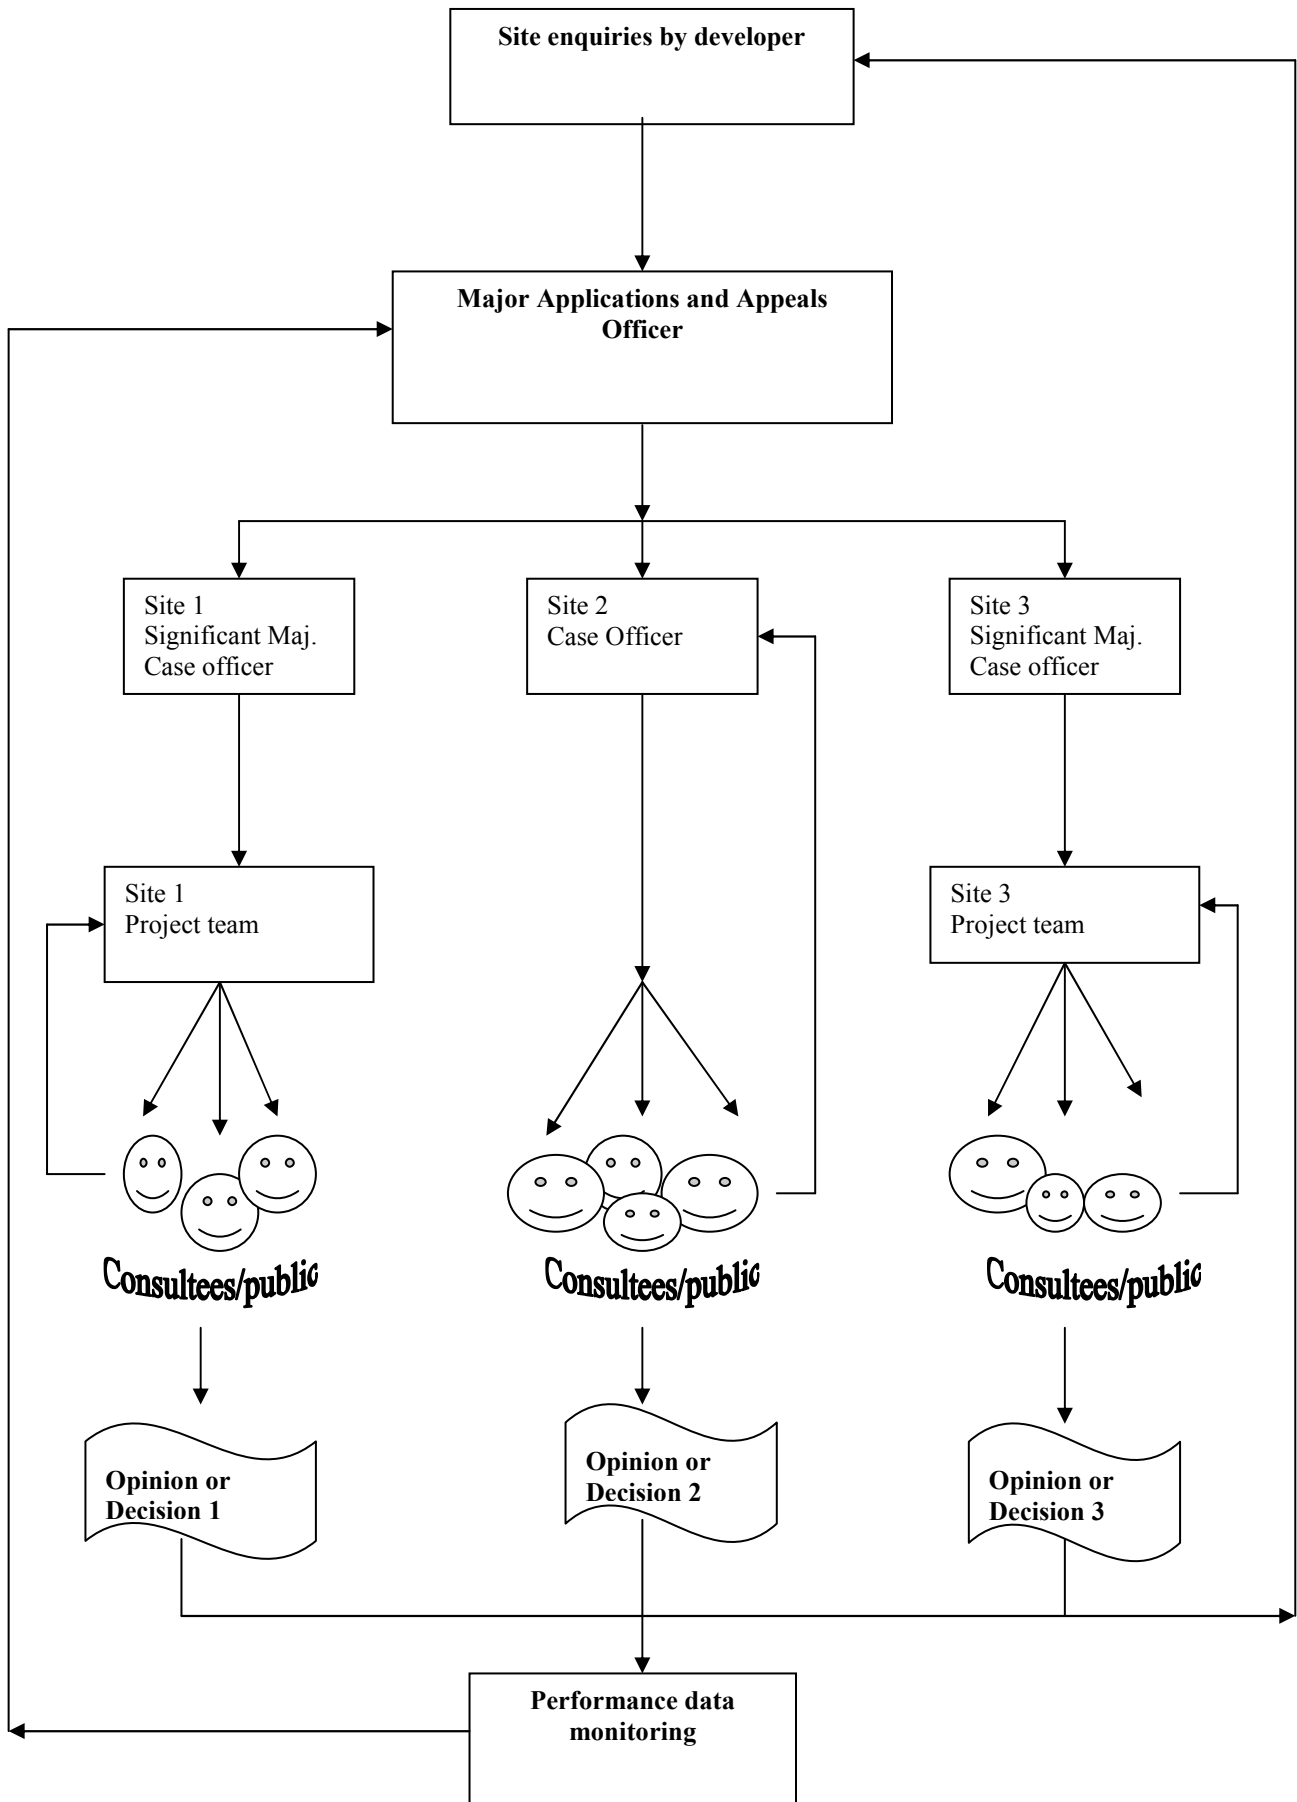 Site enquiries by developer
Major Applications and Appeals
Officer
Site 1
Significant Maj.
Case officer
Site 2
Case Officer
Site 3
Significant Maj.
Case officer
Site 1
Project team
Site 3
Project team
Consultees/public
Consultees/public
Consultees/public
Opinion or
Decision 1
Opinion or
Decision 2
Opinion or
Decision 3
Performance data
monitoring